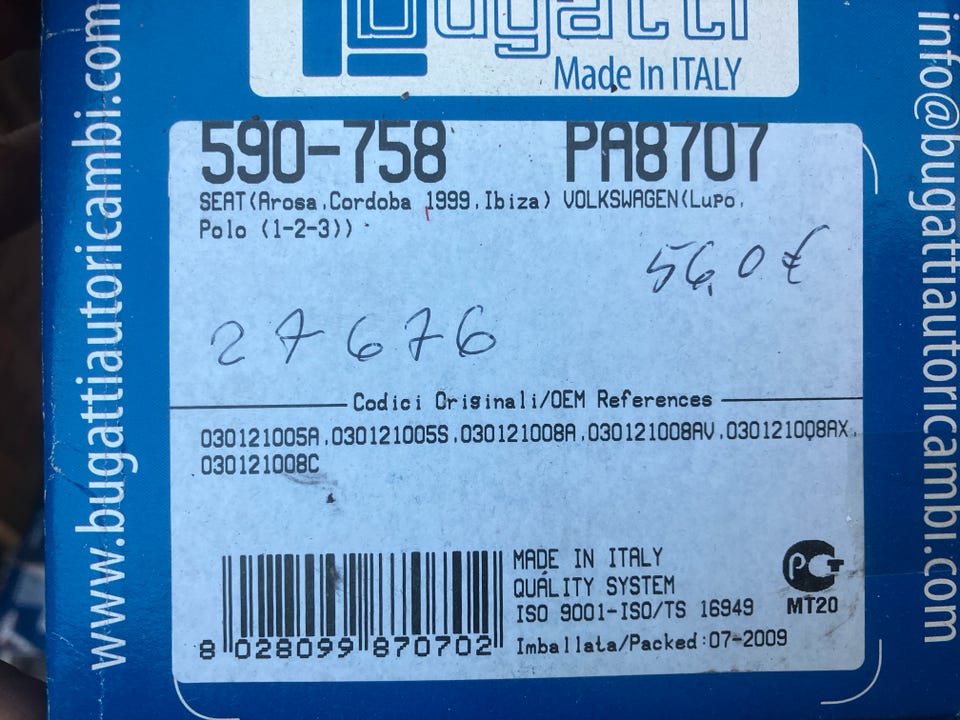 Bugatti
Made In ITALY
www.bugattiautoricambi.com
info@bugattiautoricambi.com
590-758 PA8707
SEAT(Arosa,Cordoba 1999,Ibiza) VOLKSWAGEN(Lupo,
Polo (1-2-3))
56,0 €
27676
Codici Originali/OEM References
030121005A,030121005S,030121008A,030121008AV,030121008AX,
030121008C
MADE IN ITALY
QUALITY SYSTEM
ISO 9001-ISO/TS 16949
Imballata/Packed:07-2009
8 028099 870702
РСТ
MT20